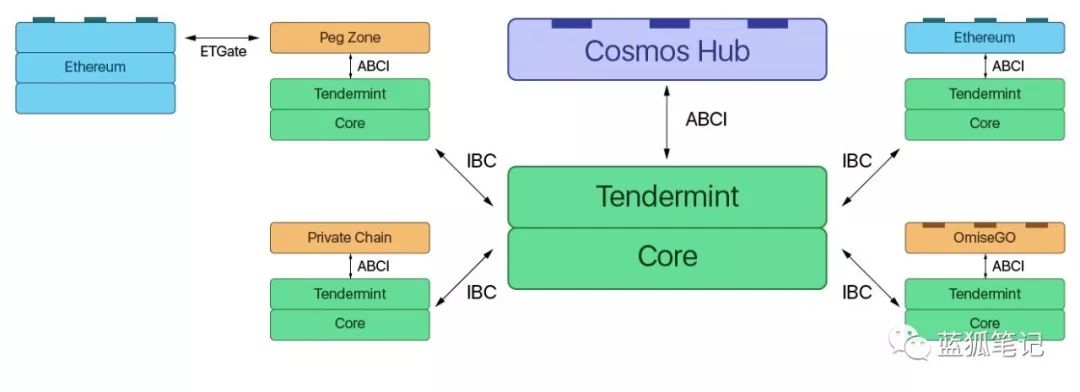 Ethereum
ETGate
Peg Zone
ABCI
Tendermint
Core
Cosmos Hub
ABCI
Tendermint
Core
Ethereum
ABCI
Tendermint
Core
IBC
IBC
Private Chain
ABCI
Tendermint
Core
IBC
OmiseGO
ABCI
Tendermint
Core
IBC
蓝狐笔记